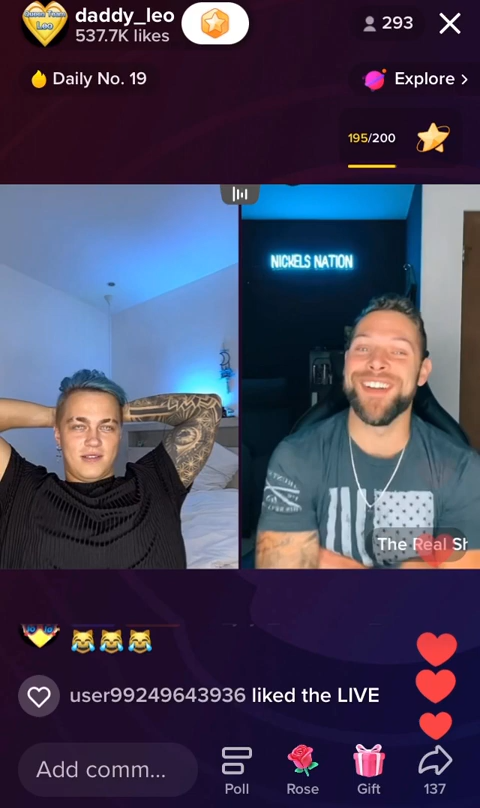 daddy_leo
537.7K likes
293
Daily No. 19
Explore >
195/200
NICKELS NATION
The Real Sh
user99249643936 liked the LIVE
Add comm...
Poll
Rose
Gift
137